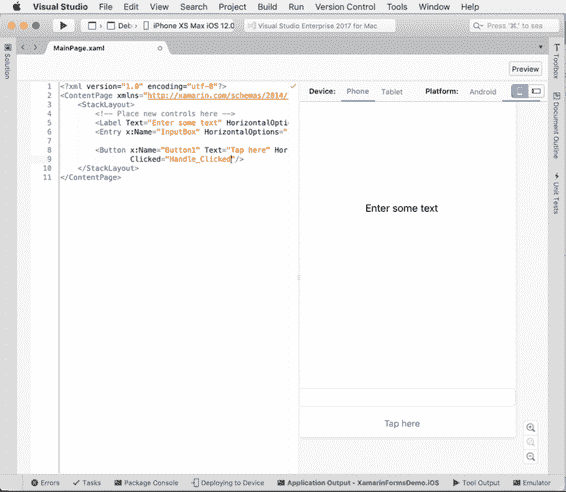 Visual Studio File Edit View Search Project Build Run Version Control Tools Window Help
Deb iPhone XS Max iOS 12.0 Visual Studio Enterprise 2017 for Mac Press '⌘.' to sea
MainPage.xaml
Solution
Preview
Device: Phone Tablet Platform: Android
1 <?xml version="1.0" encoding="utf-8"?>
2 <ContentPage xmlns="http://xamarin.com/schemas/2014/
3 <StackLayout>
4 <!-- Place new controls here -->
5 <Label Text="Enter some text" HorizontalOpti
6 <Entry x:Name="InputBox" HorizontalOptions="
7
8 <Button x:Name="Button1" Text="Tap here" Hor
9 Clicked="Handle_Clicked"/>
10 </StackLayout>
11 </ContentPage>
Enter some text
Tap here
Toolbox
Document Outline
Unit Tests
Errors Tasks Package Console Deploying to Device Application Output - XamarinFormsDemo.iOS Tool Output Emulator